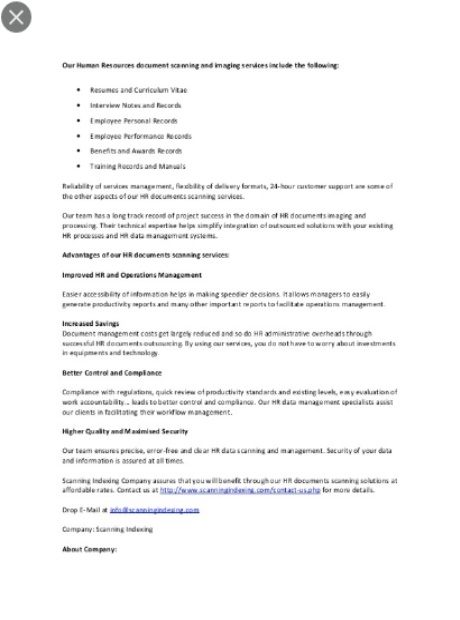 Our Human Resources document scanning and imaging services include the following:
• Resumes and Curriculum Vitae
• Interview Notes and Records
• Employee Personal Records
• Employee Performance Records
• Benefits and Awards Records
• Training Records and Manuals
Reliability of services management, flexibility of delivery formats, 24-hour customer support are some of
the other aspects of our HR documents scanning services.
Our team has a long track record of project success in the domain of HR documents imaging and
processing. Their technical expertise helps simplify integration of outsourced solutions with your existing
HR processes and HR data management systems.
Advantages of our HR documents scanning services:
Improved HR and Operations Management
Easier accessibility of information helps in making speedier decisions. It allows managers to easily
generate productivity reports and many other important reports to facilitate operations management.
Increased Savings
Document management costs get largely reduced and so do HR administrative overheads through
successful HR documents outsourcing. By using our services, you do not have to worry about investments
in equipments and technology.
Better Control and Compliance
Compliance with regulations, quick review of productivity standards and existing levels, easy evaluation of
work accountability... leads to better control and compliance. Our HR data management specialists assist
our clients in facilitating their workflow management.
Higher Quality and Maximised Security
Our team ensures precise, error-free and clear HR data scanning and management. Security of your data
and information is assured at all times.
Scanning Indexing Company assures that you will benefit through our HR documents scanning solutions at
affordable rates. Contact us at http://www.scanningindexing.com/contact-us.php for more details.
Drop E-Mail at info@scanningindexing.com
Company: Scanning Indexing
About Company: